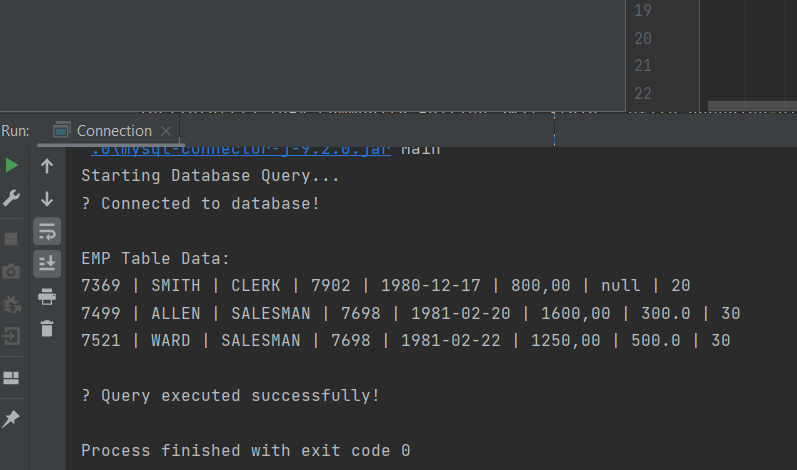 19
20
21
22
Run: Connection
.0\mysql-connector-j-9.2.0.jar Main
Starting Database Query...
? Connected to database!
EMP Table Data:
7369 | SMITH | CLERK | 7902 | 1980-12-17 | 800,00 | null | 20
7499 | ALLEN | SALESMAN | 7698 | 1981-02-20 | 1600,00 | 300.0 | 30
7521 | WARD | SALESMAN | 7698 | 1981-02-22 | 1250,00 | 500.0 | 30
? Query executed successfully!
Process finished with exit code 0